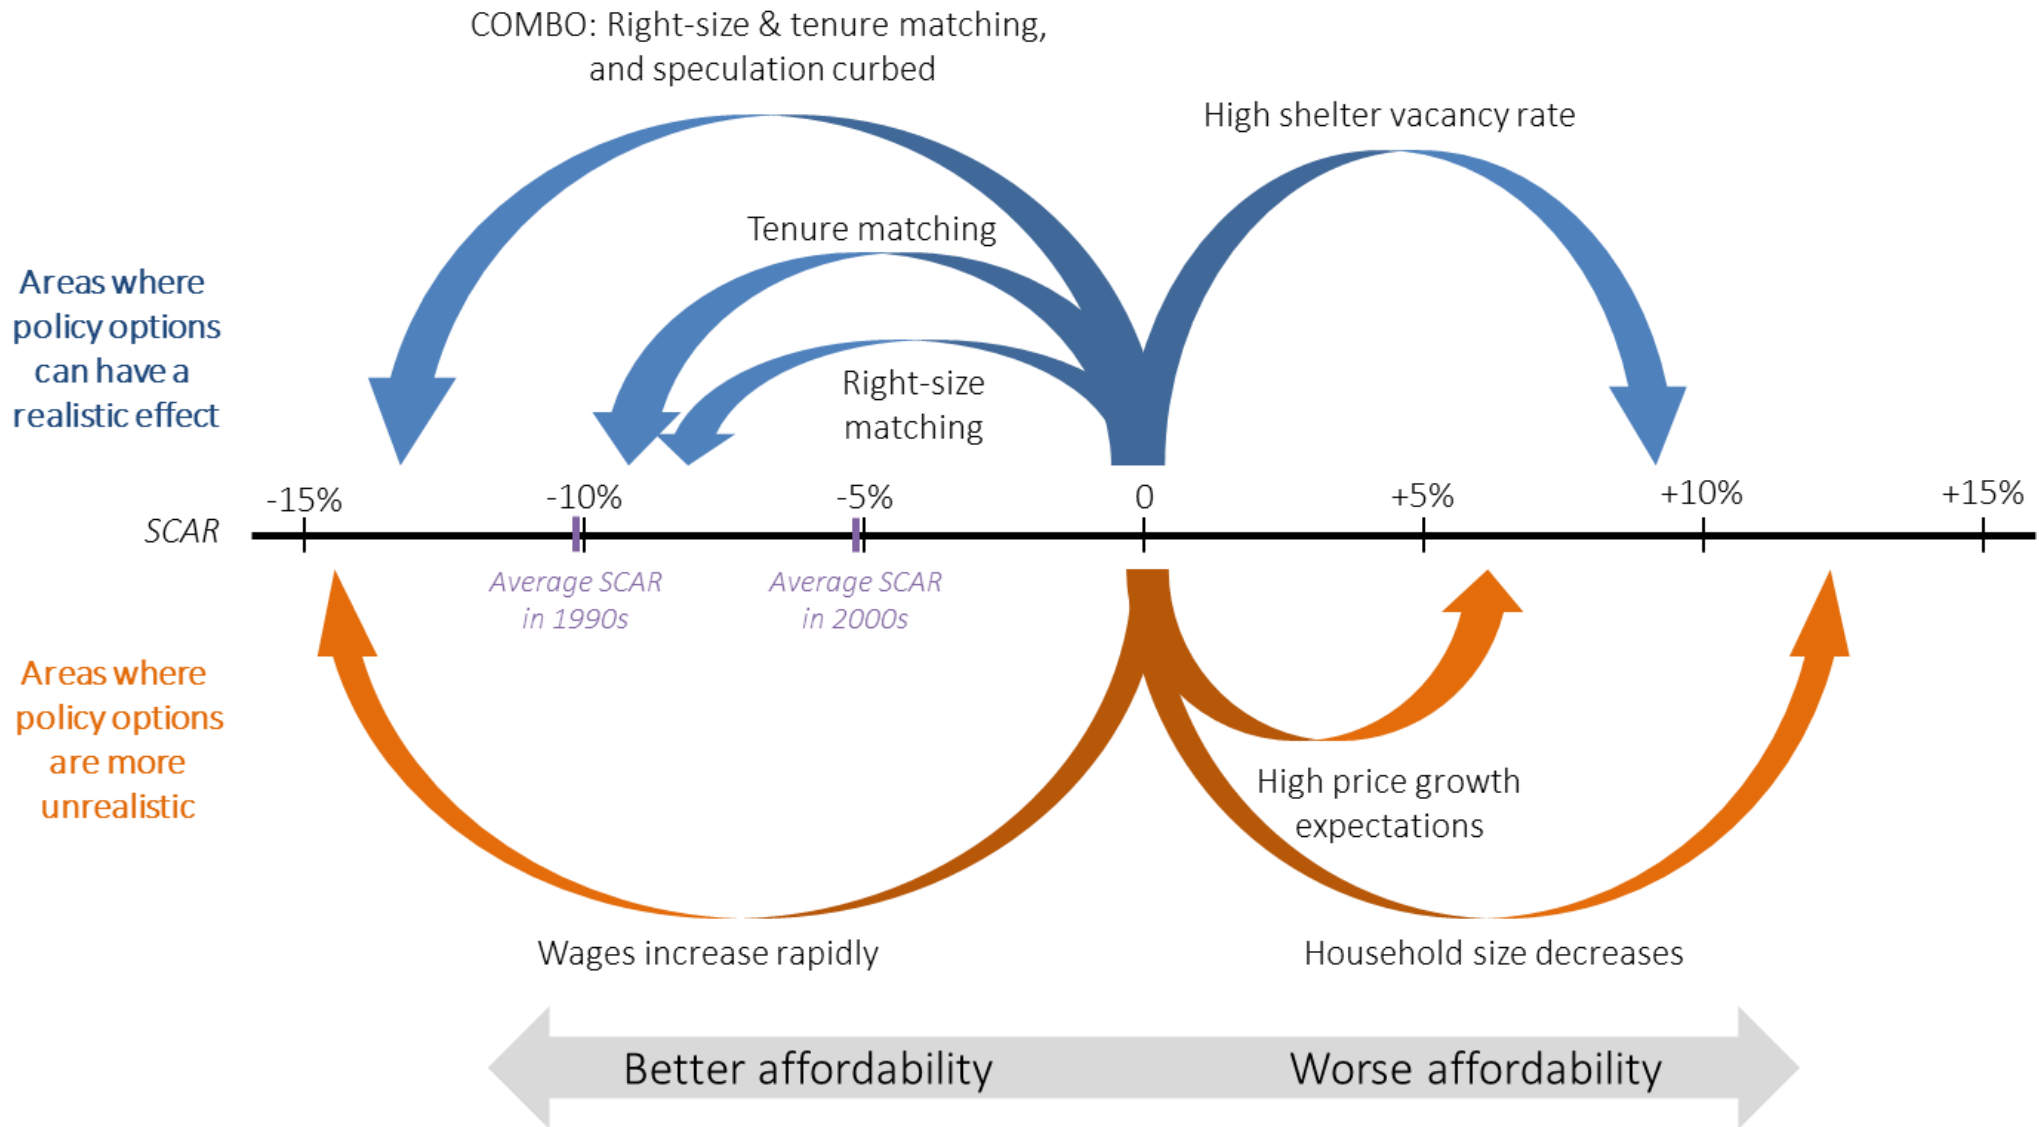 COMBO: Right-size & tenure matching,
and speculation curbed
High shelter vacancy rate
Tenure matching
Right-size
matching
Areas where
policy options
can have a
realistic effect
-15%
-10%
-5%
0
+5%
+10%
+15%
SCAR
Average SCAR
in 1990s
Average SCAR
in 2000s
Areas where
policy options
are more
unrealistic
High price growth
expectations
Wages increase rapidly
Household size decreases
Better affordability
Worse affordability